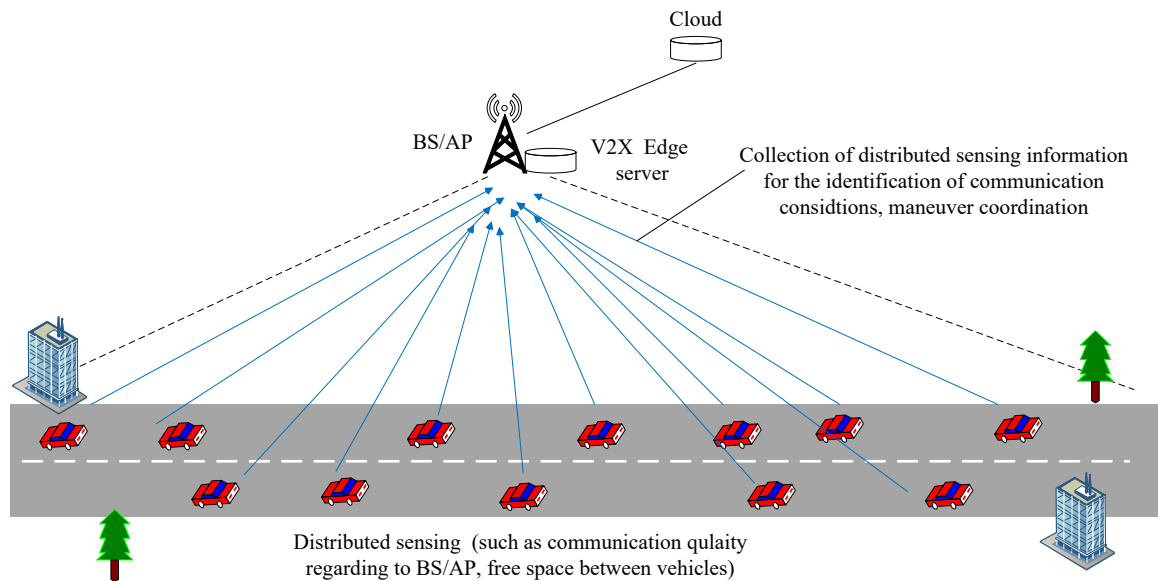 Cloud
BS/AP
V2X  Edge
server
Collection of distributed sensing information
for the identification of communication
considtions, maneuver coordination
Distributed sensing  (such as communication qulaity
regarding to BS/AP, free space between vehicles)